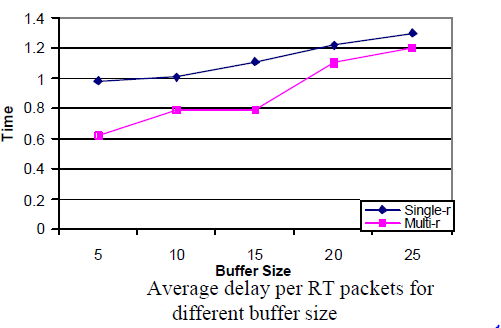 1.4
1.2
1
0.8
0.6
0.4
0.2
0
Time
5 10 15 20 25
Buffer Size
Single-r
Multi-r
Average delay per RT packets for
different buffer size